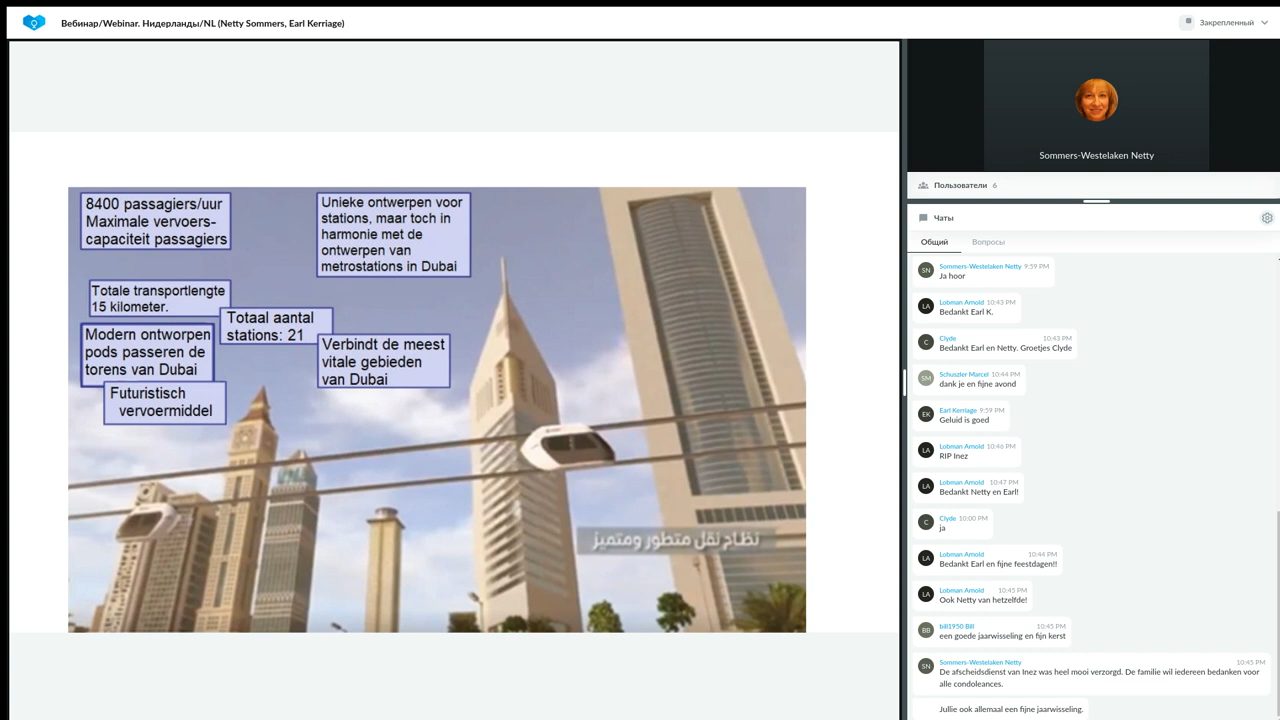 Вебинар/Webinar. Нидерланды/NL (Netty Sommers, Earl Kerriage)
Закрепленный
8400 passagiers/uur
Maximale vervoers-
capaciteit passagiers
Unieke ontwerpen voor
stations, maar toch in
harmonie met de
ontwerpen van
metrostations in Dubai
Totale transportlengte
15 kilometer.
Totaal aantal
stations: 21
Modern ontworpen
pods passeren de
torens van Dubai
Verbindt de meest
vitale gebieden
van Dubai
Futuristisch
vervoermiddel
نظام نقل متطور ومتميز
Sommers-Westelaken Netty
Пользователи 6
Чаты
Общий Вопросы
SN
Sommers-Westelaken Netty 9:59 PM
Ja hoor
LA
Lobman Arnold 10:43 PM
Bedankt Earl K.
C
Clyde 10:43 PM
Bedankt Earl en Netty. Groetjes Clyde
SM
Schuszler Marcel 10:44 PM
dank je en fijne avond
EK
Earl Kerriage 9:59 PM
Geluid is goed
LA
Lobman Arnold 10:46 PM
RIP Inez
LA
Lobman Arnold 10:47 PM
Bedankt Netty en Earl!
C
Clyde 10:00 PM
ja
LA
Lobman Arnold 10:44 PM
Bedankt Earl en fijne feestdagen!!
LA
Lobman Arnold 10:45 PM
Ook Netty van hetzelfde!
BB
bill1950 Bill 10:45 PM
een goede jaarwisseling en fijn kerst
SN
Sommers-Westelaken Netty 10:45 PM
De afscheidsdienst van Inez was heel mooi verzorgd. De familie wil iedereen bedanken voor
alle condoleances.
Jullie ook allemaal een fijne jaarwisseling.